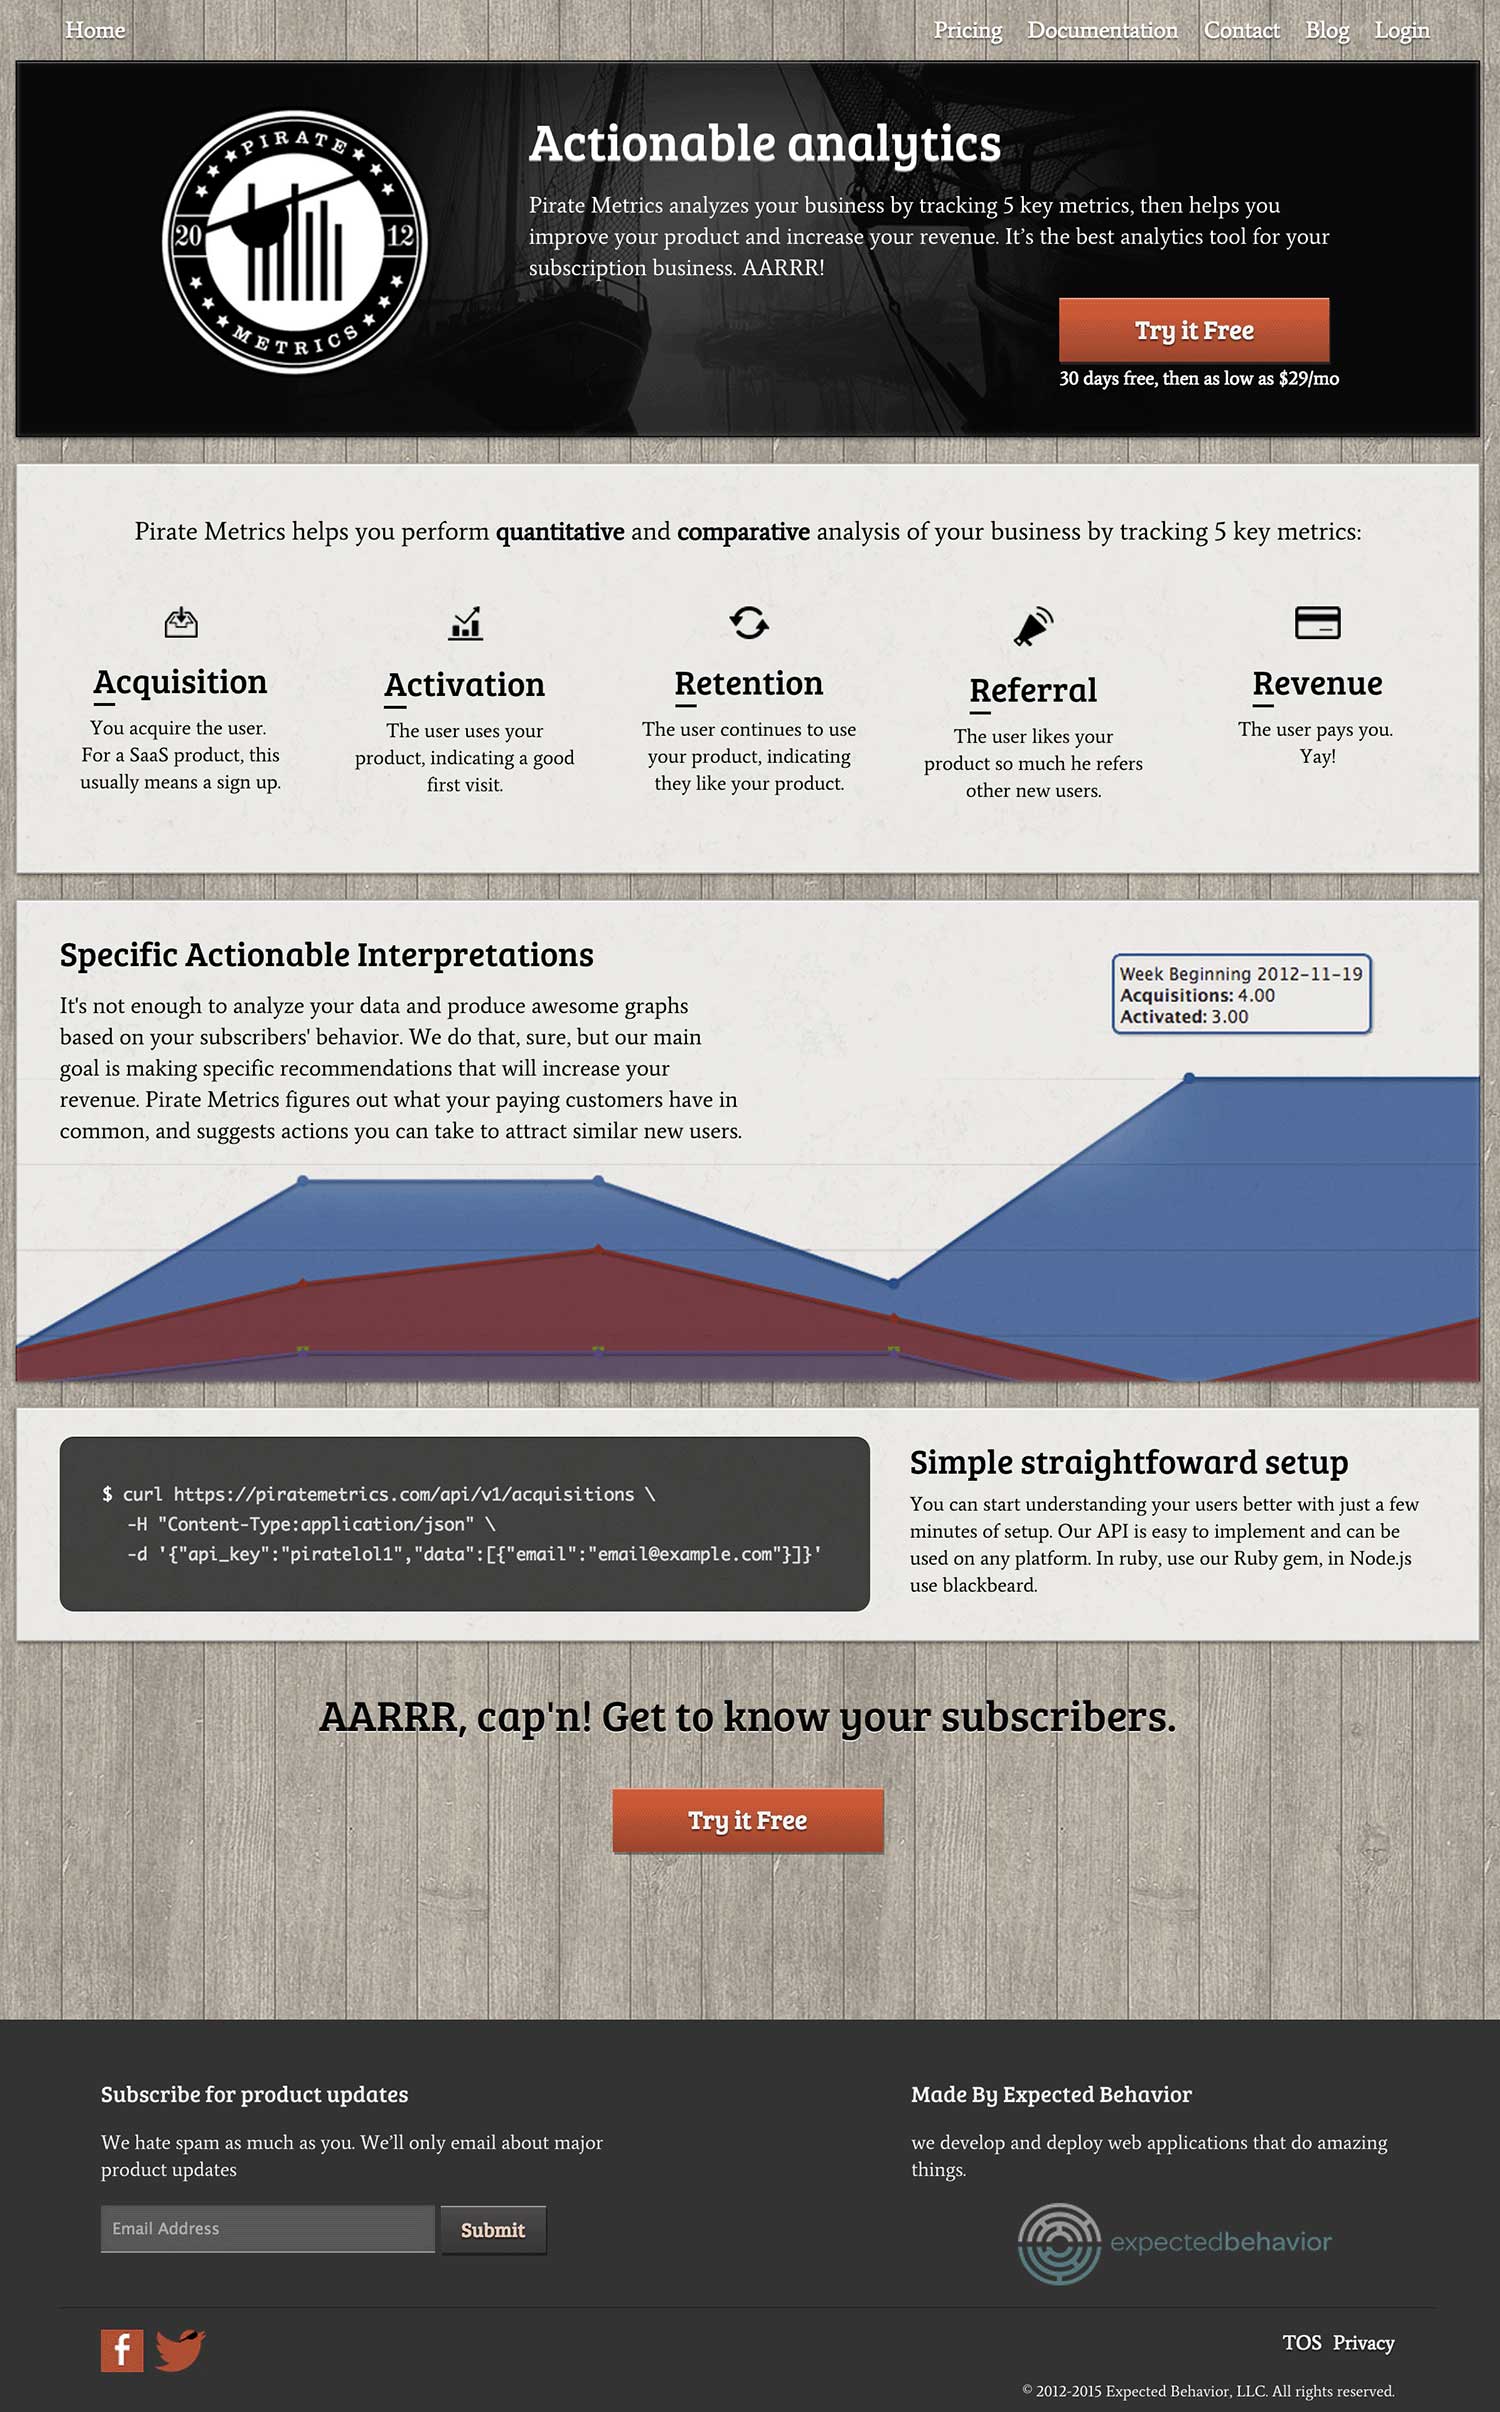 Home Pricing Documentation Contact Blog Login
PIRATE
20 12
METRICS
Actionable analytics
Pirate Metrics analyzes your business by tracking 5 key metrics, then helps you
improve your product and increase your revenue. It’s the best analytics tool for your
subscription business. AARRR!
Try it Free
30 days free, then as low as $29/mo
Pirate Metrics helps you perform quantitative and comparative analysis of your business by tracking 5 key metrics:
Acquisition
You acquire the user.
For a SaaS product, this
usually means a sign up.
Activation
The user uses your
product, indicating a good
first visit.
Retention
The user continues to use
your product, indicating
they like your product.
Referral
The user likes your
product so much he refers
other new users.
Revenue
The user pays you.
Yay!
Specific Actionable Interpretations
It's not enough to analyze your data and produce awesome graphs
based on your subscribers' behavior. We do that, sure, but our main
goal is making specific recommendations that will increase your
revenue. Pirate Metrics figures out what your paying customers have in
common, and suggests actions you can take to attract similar new users.
Week Beginning 2012-11-19
Acquisitions: 4.00
Activated: 3.00
$ curl https://piratemetrics.com/api/v1/acquisitions \
-H "Content-Type:application/json" \
-d '{"api_key":"piratelol1","data":[{"email":"email@example.com"}]}'
Simple straightfoward setup
You can start understanding your users better with just a few
minutes of setup. Our API is easy to implement and can be
used on any platform. In ruby, use our Ruby gem, in Node.js
use blackbeard.
AARRR, cap'n! Get to know your subscribers.
Try it Free
Subscribe for product updates
We hate spam as much as you. We’ll only email about major
product updates
Email Address
Submit
Made By Expected Behavior
we develop and deploy web applications that do amazing
things.
expectedbehavior
f
TOS Privacy
© 2012-2015 Expected Behavior, LLC. All rights reserved.